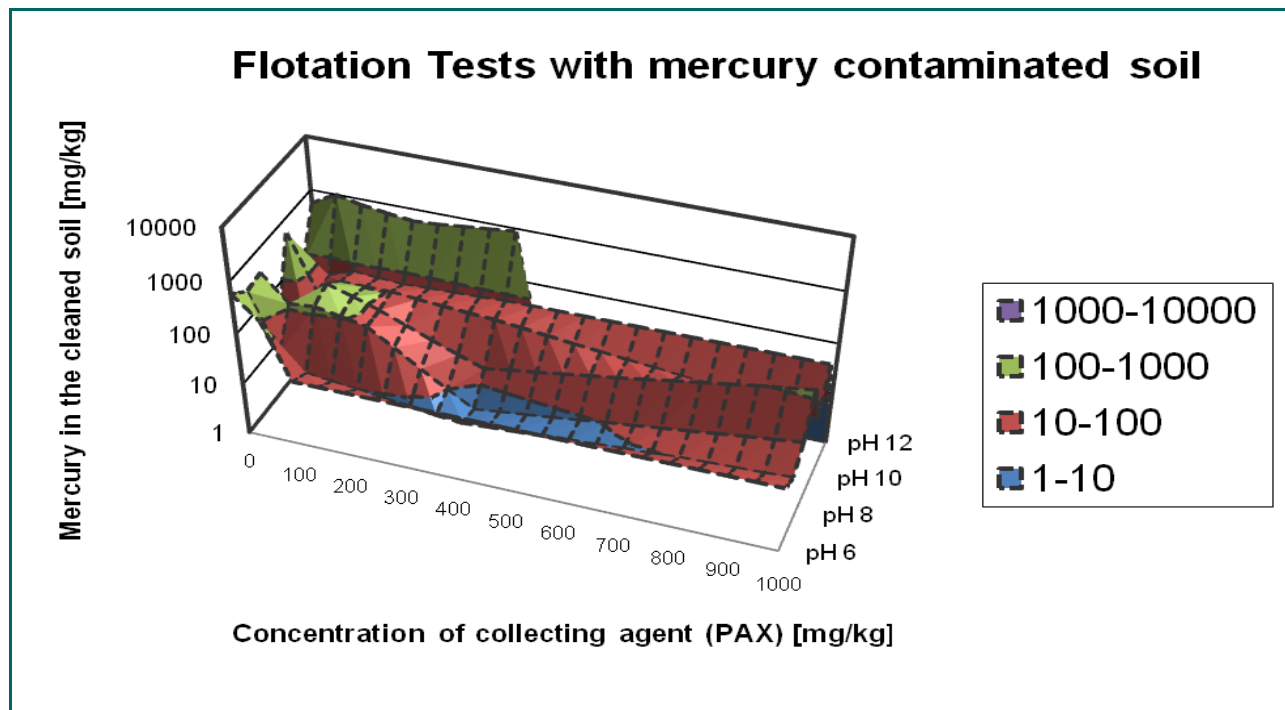 Flotation Tests with mercury contaminated soil
Mercury in the cleaned soil [mg/kg]
10000
1000
100
10
1
0
100
200
300
400
500
600
700
800
900
1000
pH 12
pH 10
pH 8
pH 6
Concentration of collecting agent (PAX) [mg/kg]
1000-10000
100-1000
10-100
1-10